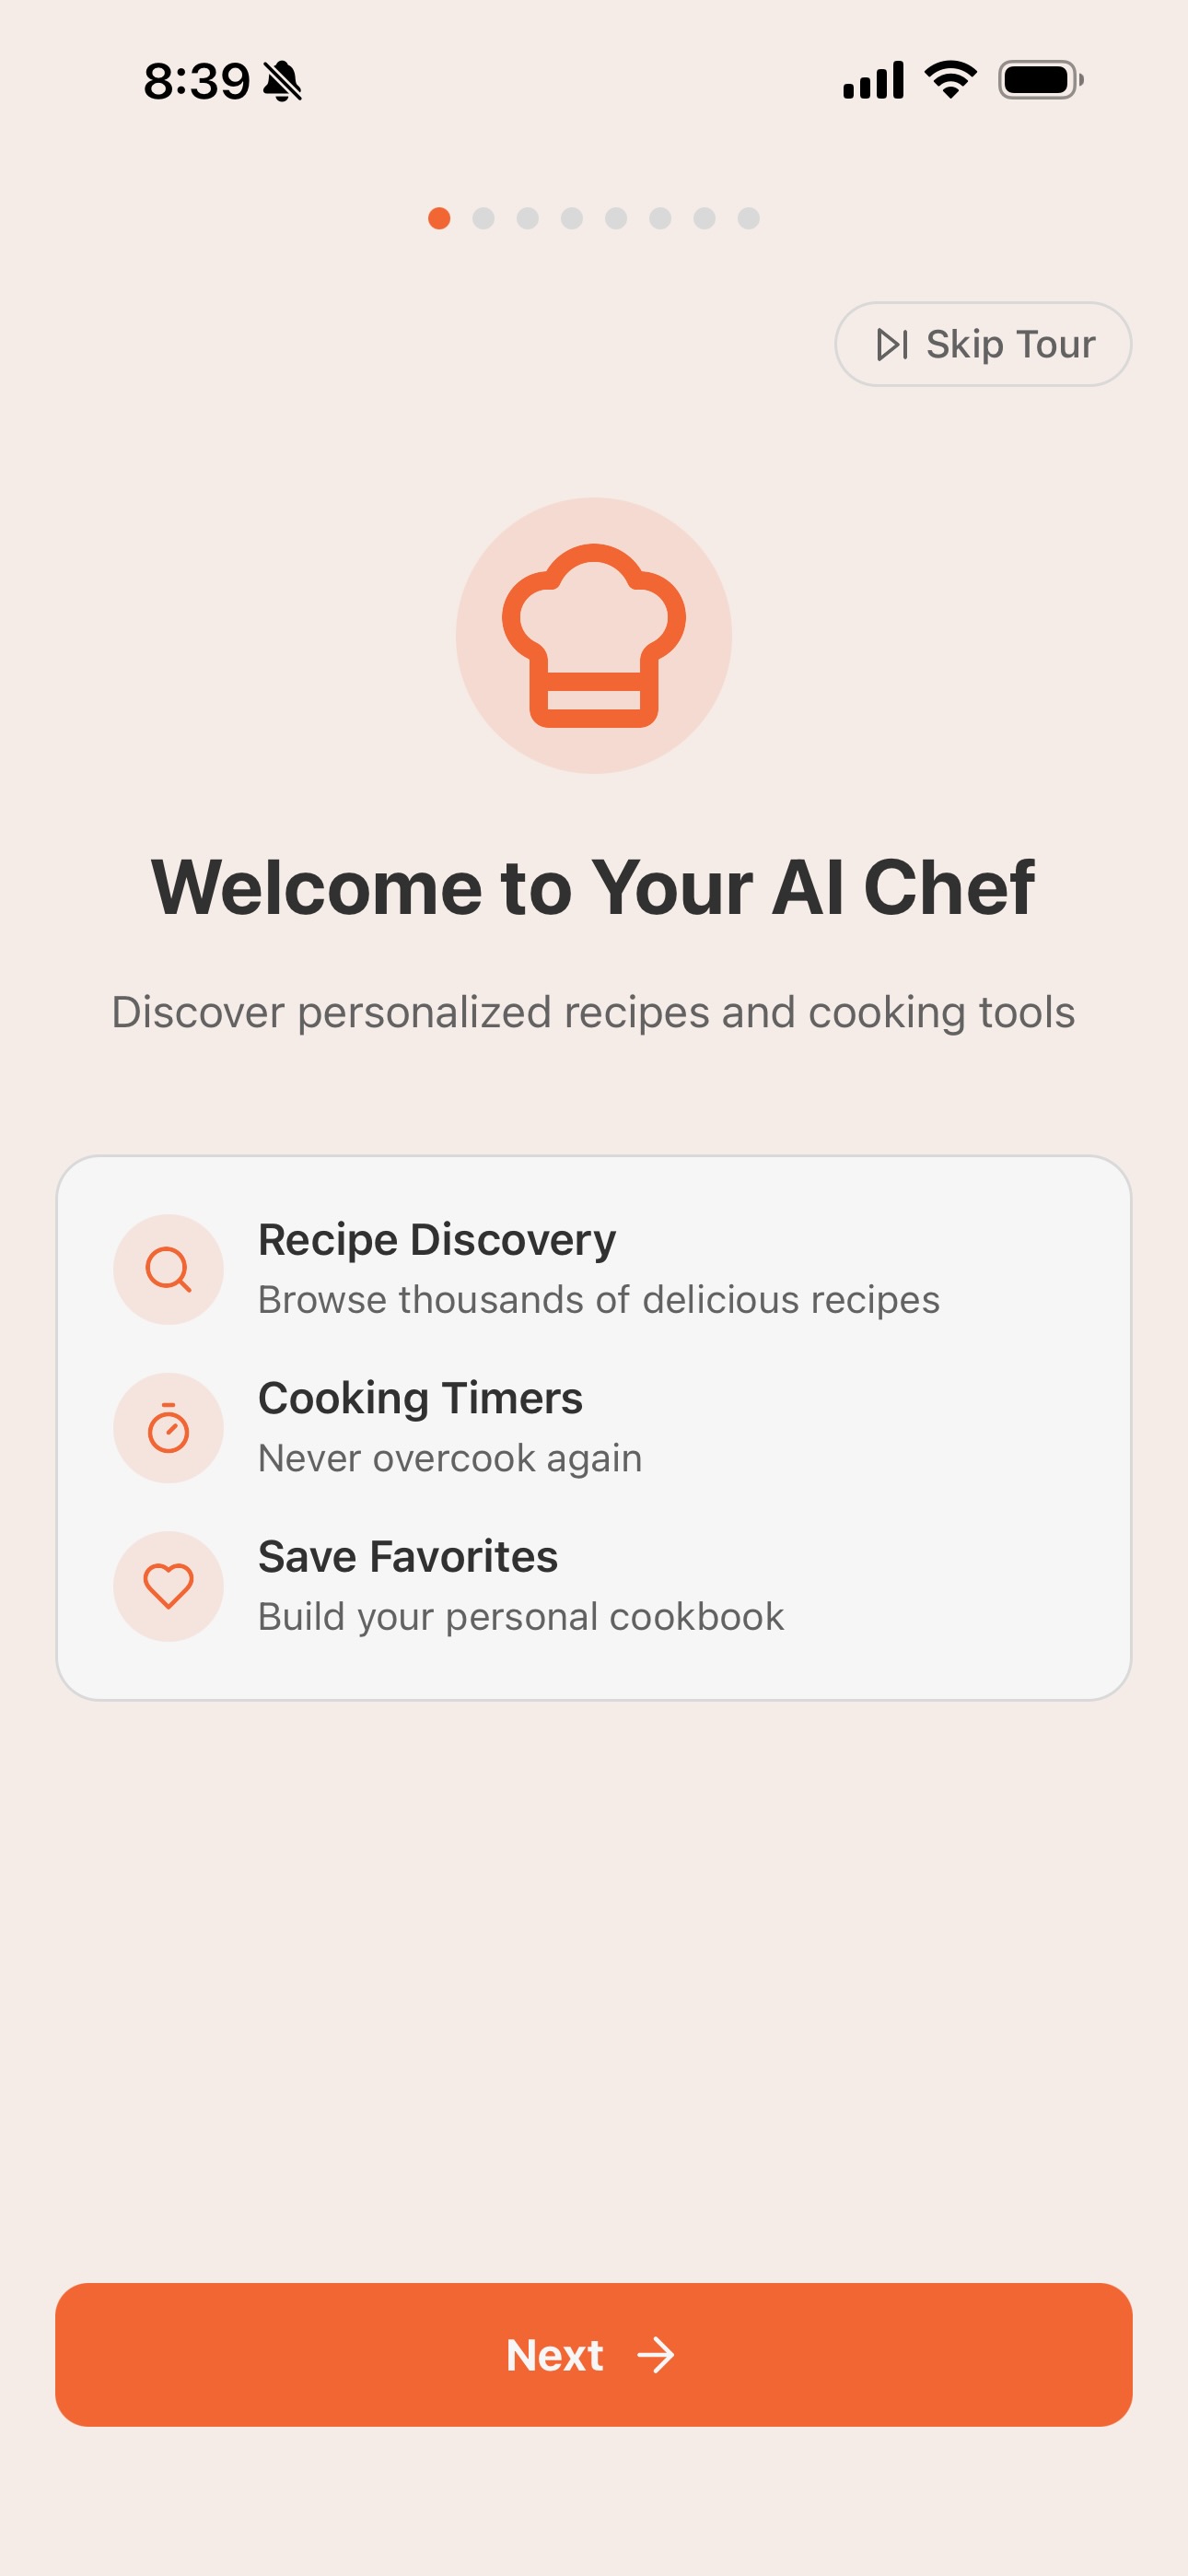 8:39
Skip Tour
Welcome to Your AI Chef
Discover personalized recipes and cooking tools
Recipe Discovery
Browse thousands of delicious recipes
Cooking Timers
Never overcook again
Save Favorites
Build your personal cookbook
Next